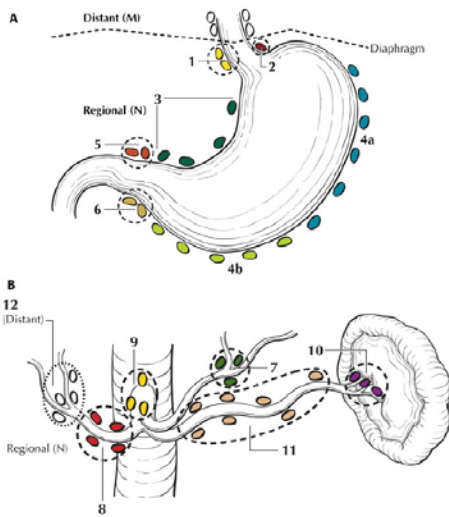 A
Distant (M)
Diaphragm
1
2
3
Regional (N)
4a
5
6
4b
B
12
(Distant)
9
10
7
Regional (N)
11
8